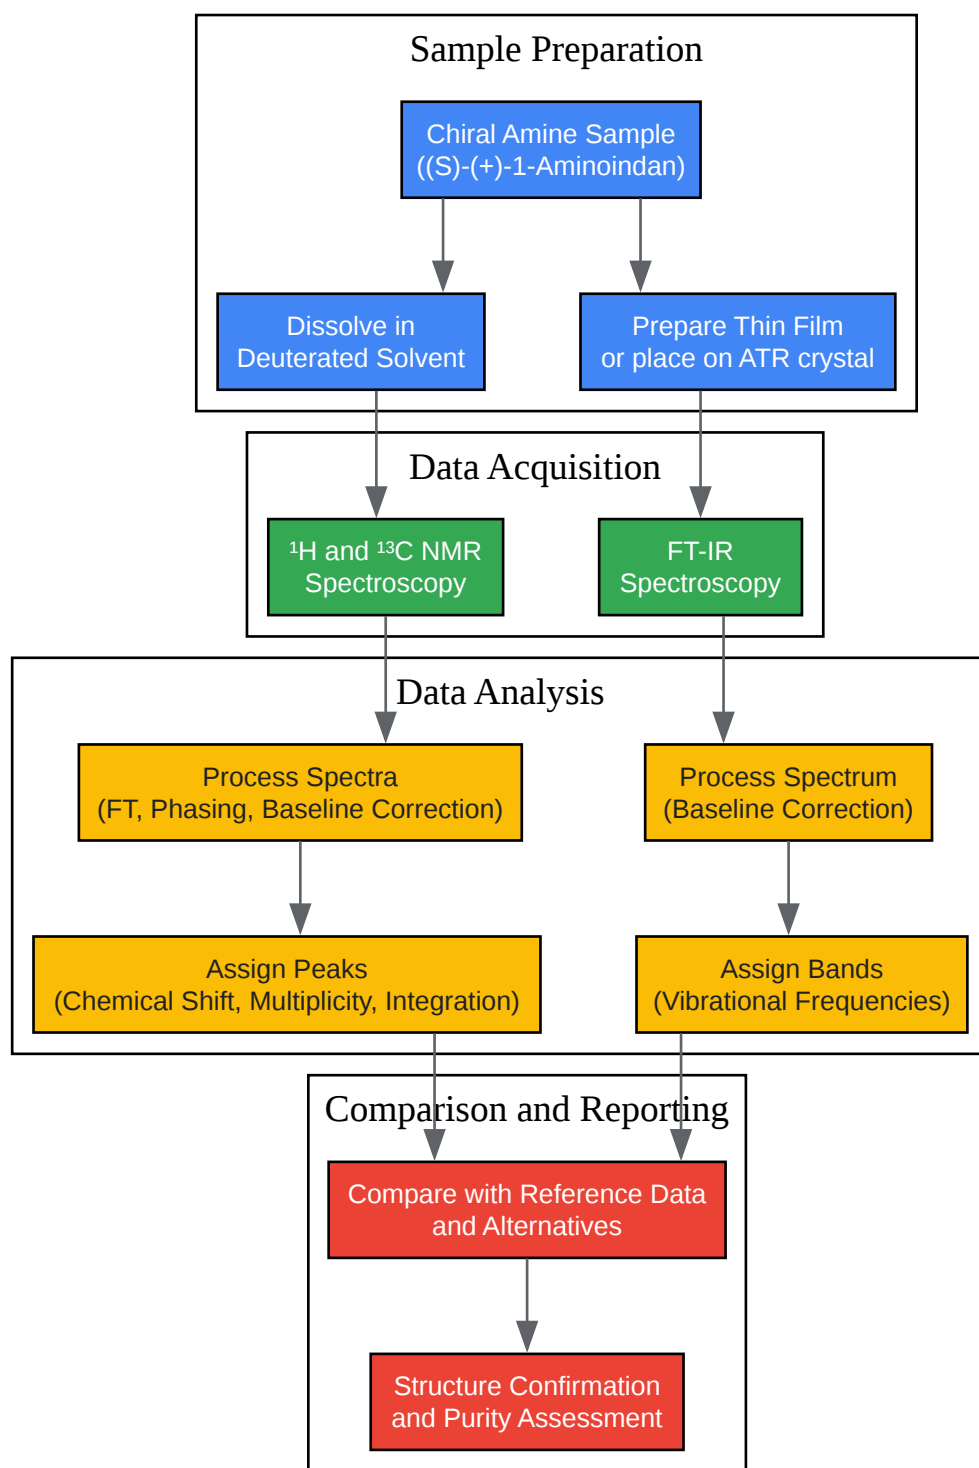 Sample Preparation
Chiral Amine Sample
((S)-(+)-1-Aminoindan)
Dissolve in
Deuterated Solvent
Prepare Thin Film
or place on ATR crystal
Data Acquisition
¹H and ¹³C NMR
Spectroscopy
FT-IR
Spectroscopy
Data Analysis
Process Spectra
(FT, Phasing, Baseline Correction)
Process Spectrum
(Baseline Correction)
Assign Peaks
(Chemical Shift, Multiplicity, Integration)
Assign Bands
(Vibrational Frequencies)
Comparison and Reporting
Compare with Reference Data
and Alternatives
Structure Confirmation
and Purity Assessment